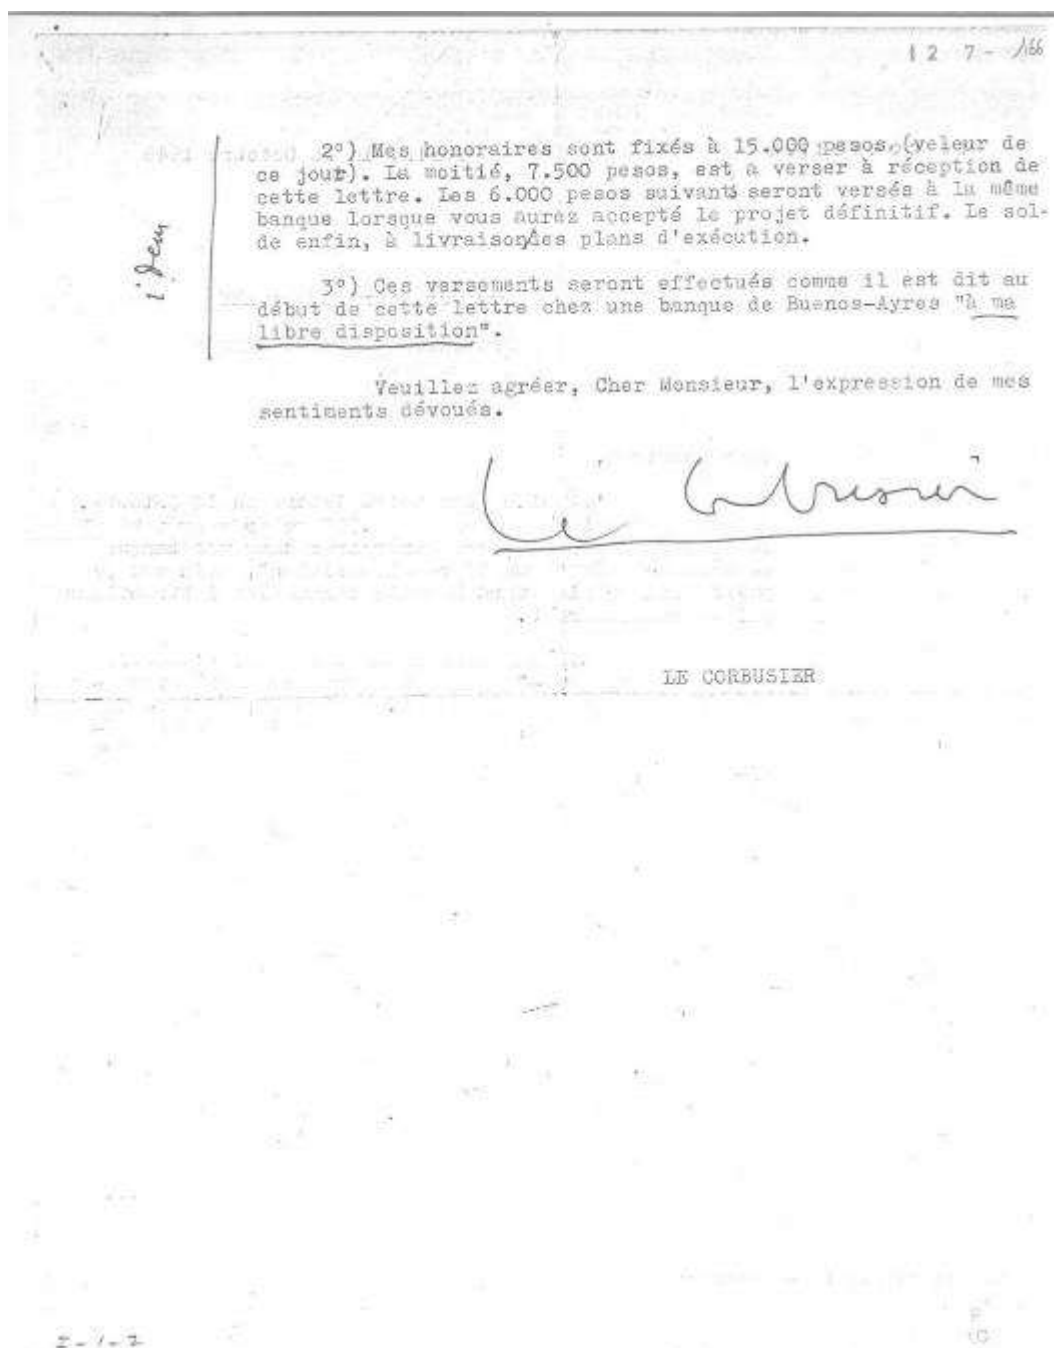 12 7- 166
2°) Mes honoraires sont fixés à 15.000 pesos (veleur de
ce jour). La moitié, 7.500 pesos, est à verser à réception de
cette lettre. Les 6.000 pesos suivants seront versés à la même
banque lorsque vous aurez accepté le projet définitif. Le sol-
de enfin, à livraison des plans d'exécution.
idem
3°) Ces versements seront effectués comme il est dit au
début de cette lettre chez une banque de Buenos-Ayres "à ma
libre disposition".
Veuillez agréer, Cher Monsieur, l'expression de mes
sentiments dévoués.
Le Corbusier
LE CORBUSIER